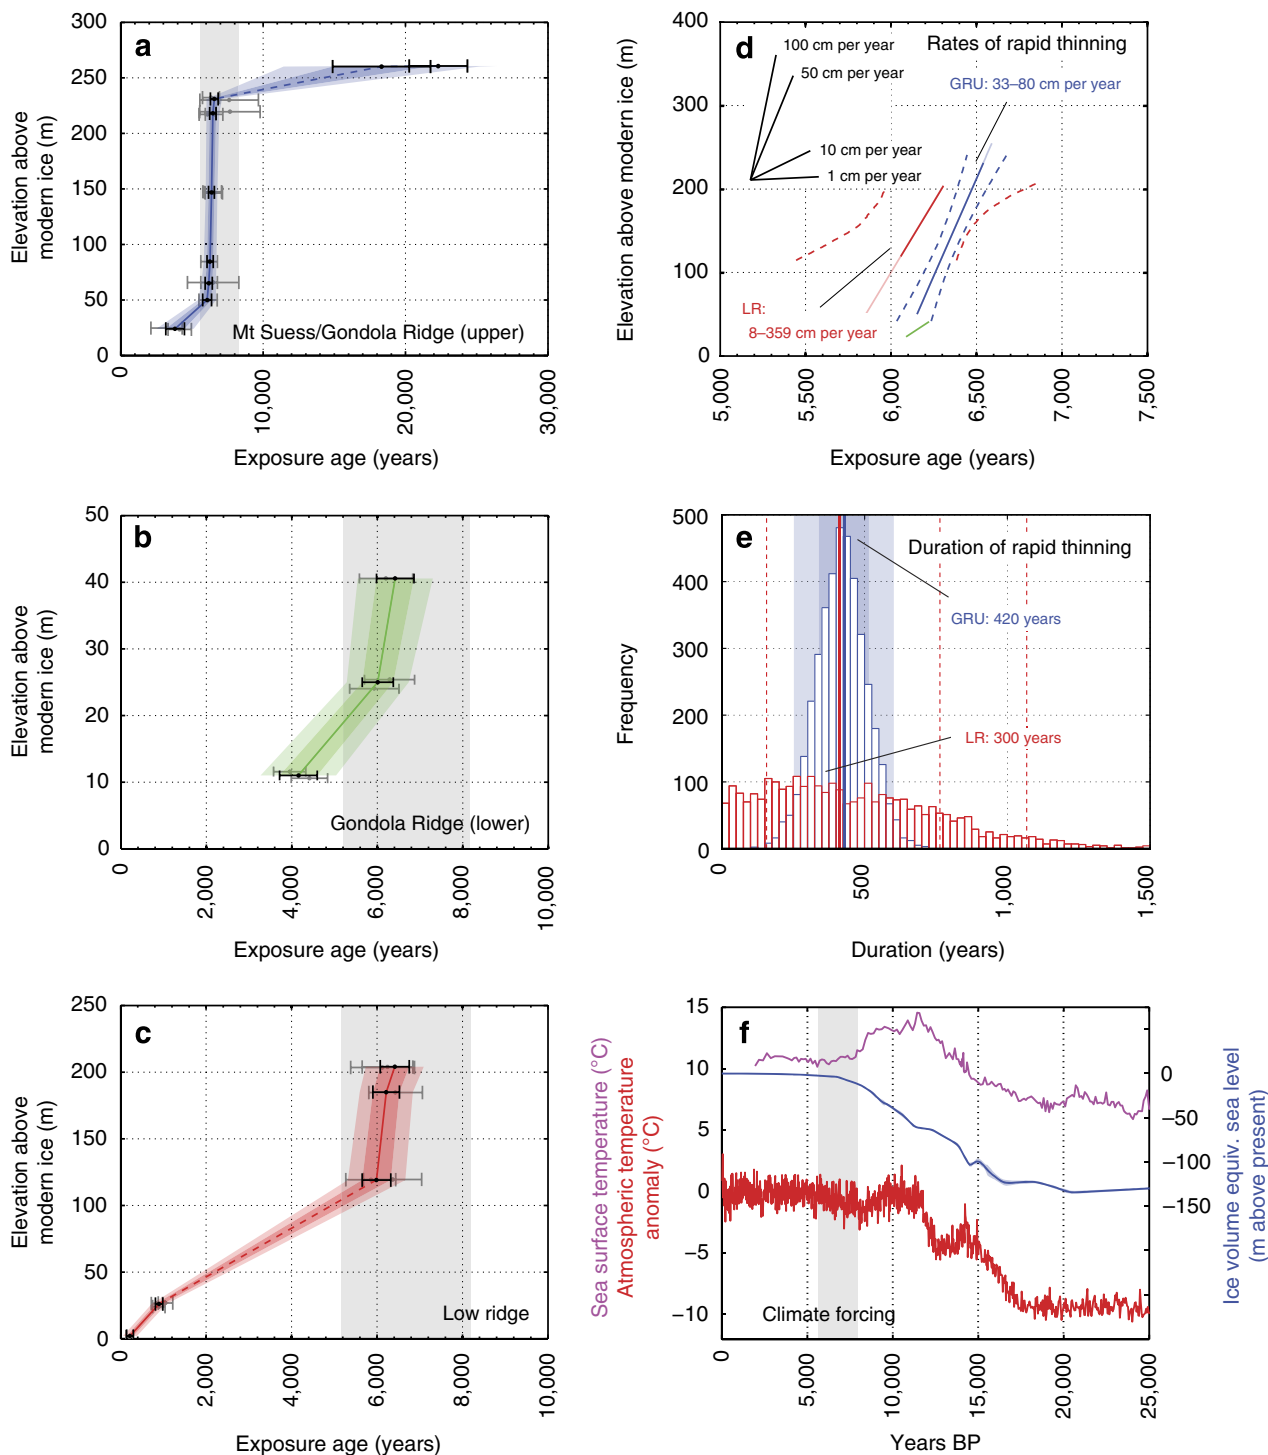 a
300
250
200
150
100
50
0
Elevation above
modern ice (m)
Mt Suess/Gondola Ridge (upper)
0
10,000
20,000
30,000
Exposure age (years)
d
400
300
200
100
0
Elevation above modern ice (m)
100 cm per year
50 cm per year
10 cm per year
1 cm per year
Rates of rapid thinning
GRU: 33–80 cm per year
LR:
8–359 cm per year
5,000
5,500
6,000
6,500
7,000
7,500
Exposure age (years)
b
50
40
30
20
10
0
Elevation above
modern ice (m)
Gondola Ridge (lower)
0
2,000
4,000
6,000
8,000
10,000
Exposure age (years)
e
500
400
300
200
100
0
Frequency
Duration of rapid thinning
GRU: 420 years
LR: 300 years
0
500
1,000
1,500
Duration (years)
c
250
200
150
100
50
0
Elevation above
modern ice (m)
Low ridge
0
2,000
4,000
6,000
8,000
10,000
Exposure age (years)
f
15
10
5
0
−5
−10
Sea surface temperature (°C)
Atmospheric temperature
anomaly (°C)
0
−50
−100
−150
Ice volume equiv. sea level
(m above present)
Climate forcing
0
5,000
10,000
15,000
20,000
25,000
Years BP